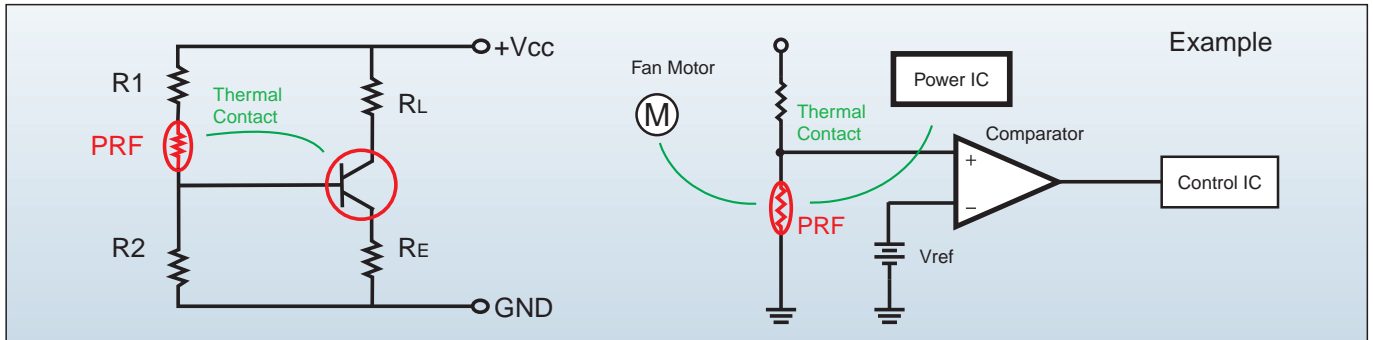 +Vcc
R1
Thermal
Contact
RL
PRF
R2
RE
GND
Example
Fan Motor
M
Power IC
Thermal
Contact
Comparator
+
−
Control IC
PRF
Vref